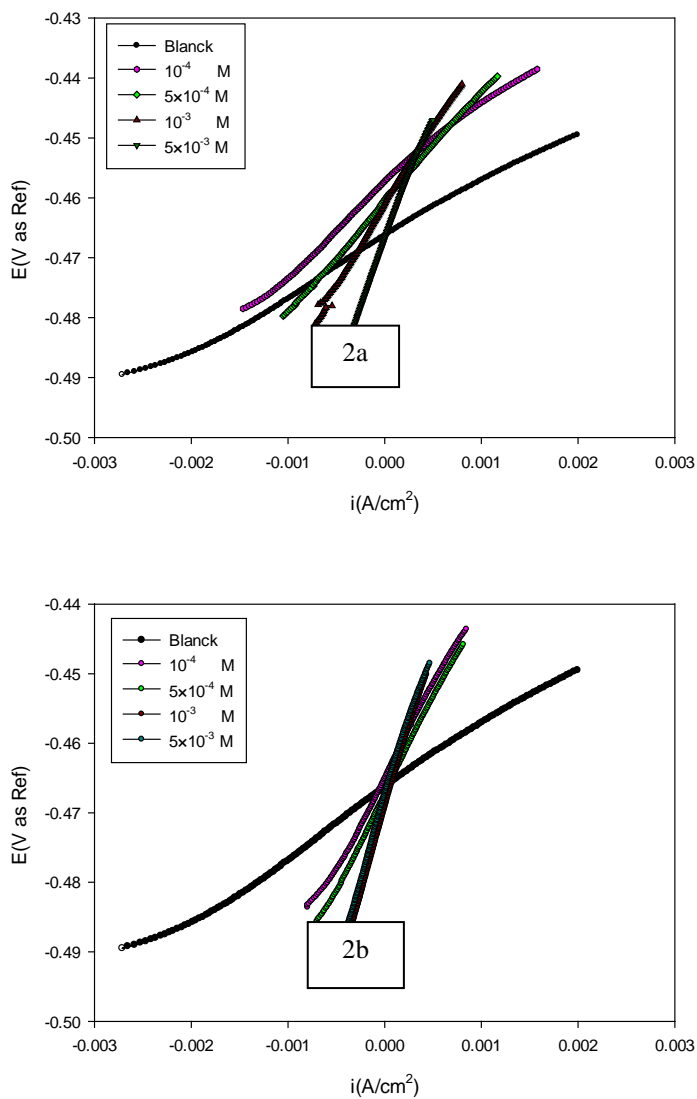 -0.43
-0.44
-0.45
-0.46
-0.47
-0.48
-0.49
-0.50
E(V as Ref)
Blanck
10⁻⁴ M
5×10⁻⁴ M
10⁻³ M
5×10⁻³ M
2a
-0.003 -0.002 -0.001 0.000 0.001 0.002 0.003
i(A/cm²)
-0.44
-0.45
-0.46
-0.47
-0.48
-0.49
-0.50
E(V as Ref)
Blanck
10⁻⁴ M
5×10⁻⁴ M
10⁻³ M
5×10⁻³ M
2b
-0.003 -0.002 -0.001 0.000 0.001 0.002 0.003
i(A/cm²)